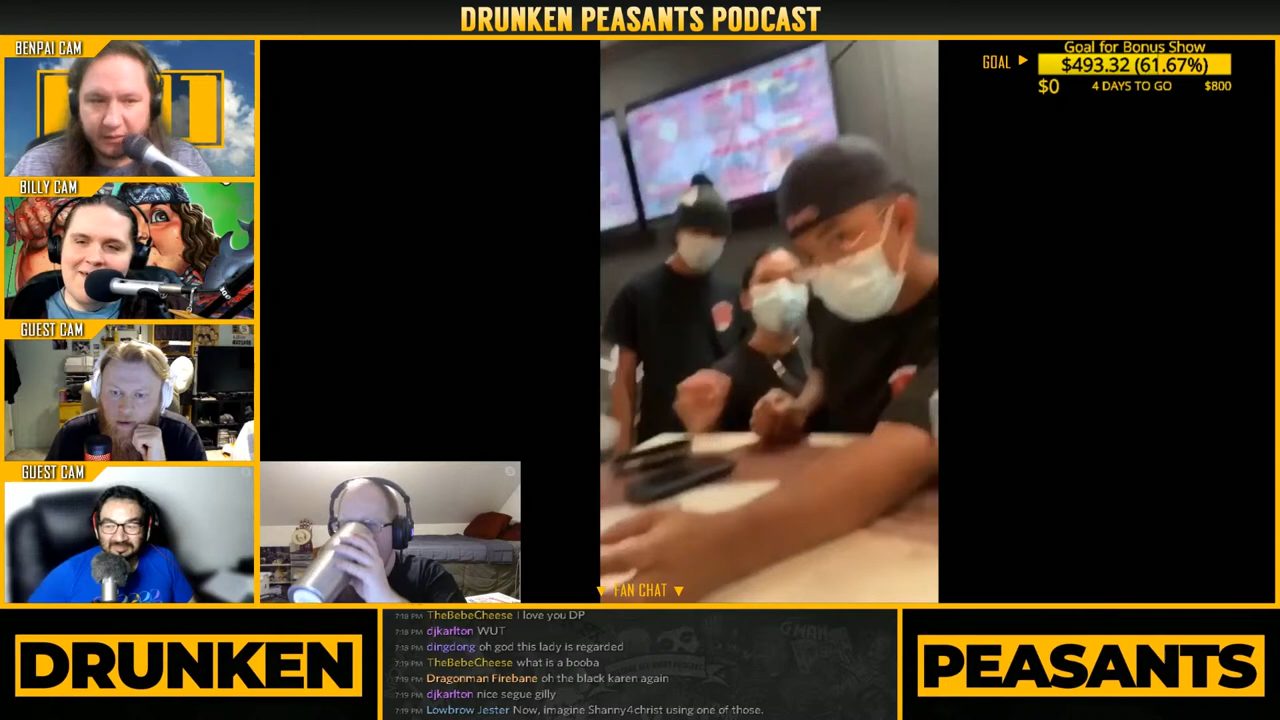 DRUNKEN PEASANTS PODCAST
BENPAI CAM
BILLY CAM
GUEST CAM
GUEST CAM
GOAL
Goal for Bonus Show
$493.32 (61.67%)
$0 4 DAYS TO GO $800
▼ FAN CHAT ▼
7:18 PM TheBebeCheese I love you DP
7:18 PM djkarlton WUT
7:18 PM dingdong oh god this lady is regarded
7:19 PM TheBebeCheese what is a booba
7:19 PM Dragonman Firebane oh the black karen again
7:19 PM djkarlton nice segue gilly
7:19 PM Lowbrow Jester Now, imagine Shanny4christ using one of those.
DRUNKEN
PEASANTS